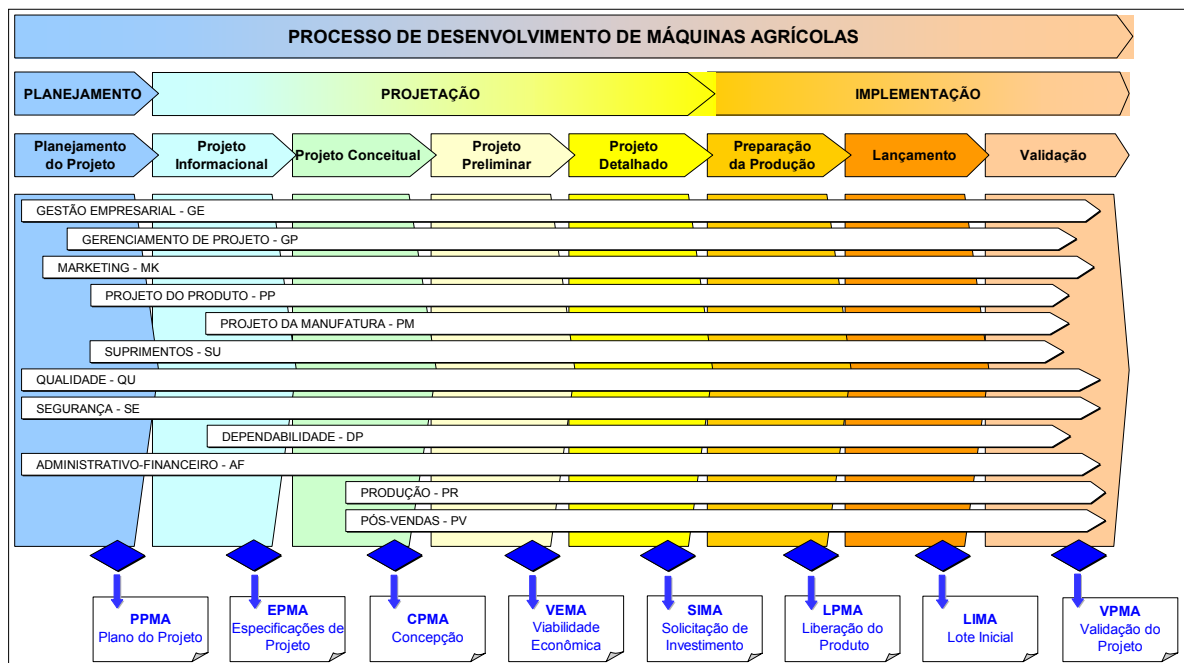 PROCESSO DE DESENVOLVIMENTO DE MÁQUINAS AGRÍCOLAS
PLANEJAMENTO
PROJETAÇÃO
IMPLEMENTAÇÃO
Planejamento
do Projeto
Projeto
Informacional
Projeto Conceitual
Projeto
Preliminar
Projeto
Detalhado
Preparação
da Produção
Lançamento
Validação
GESTÃO EMPRESARIAL - GE
GERENCIAMENTO DE PROJETO - GP
MARKETING - MK
PROJETO DO PRODUTO - PP
PROJETO DA MANUFATURA - PM
SUPRIMENTOS - SU
QUALIDADE - QU
SEGURANÇA - SE
DEPENDABILIDADE - DP
ADMINISTRATIVO-FINANCEIRO - AF
PRODUÇÃO - PR
PÓS-VENDAS - PV
PPMA
Plano do Projeto
EPMA
Especificações de
Projeto
CPMA
Concepção
VEMA
Viabilidade
Econômica
SIMA
Solicitação de
Investimento
LPMA
Liberação do
Produto
LIMA
Lote Inicial
VPMA
Validação do
Projeto